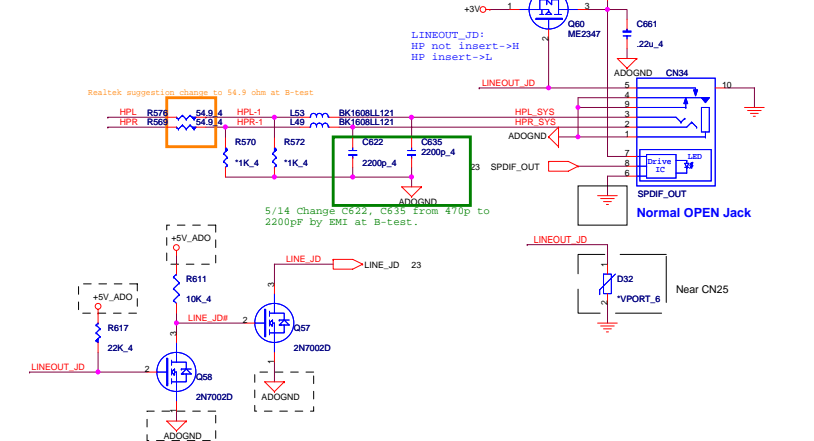 +3V
1
3
Q60
ME2347
2
C661
.22u_4
ADOGND
LINEOUT_JD:
HP not insert->H
HP insert->L
LINEOUT_JD
CN34
5
4
9
3
2
1
7
8
6
10
Realtek suggestion change to 54.9 ohm at B-test
HPL R576 54.9_4 HPL-1 L53 BK1608LL121 HPL_SYS
HPR R569 54.9_4 HPR-1 L49 BK1608LL121 HPR_SYS
ADOGND
R570
*1K_4
R572
*1K_4
C622
2200p_4
C635
2200p_4
ADOGND
23 SPDIF_OUT
Drive
IC
LED
SPDIF_OUT
Normal OPEN Jack
5/14 Change C622, C635 from 470p to
2200pF by EMI at B-test.
+5V_ADO
R611
10K_4
LINE_JD
LINE_JD 23
3
LINE_JD#
2
Q57
2N7002D
1
ADOGND
+5V_ADO
R617
22K_4
LINEOUT_JD
2
3
Q58
2N7002D
1
ADOGND
LINEOUT_JD
1
D32
*VPORT_6
2
Near CN25